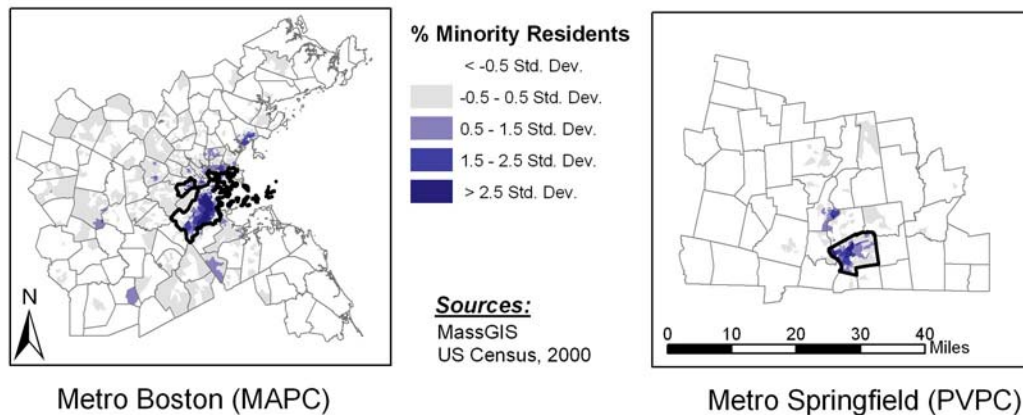 % Minority Residents
< -0.5 Std. Dev.
-0.5 - 0.5 Std. Dev.
0.5 - 1.5 Std. Dev.
1.5 - 2.5 Std. Dev.
> 2.5 Std. Dev.
N
Sources:
MassGIS
US Census, 2000
0 10 20 30 40
Miles
Metro Boston (MAPC)
Metro Springfield (PVPC)